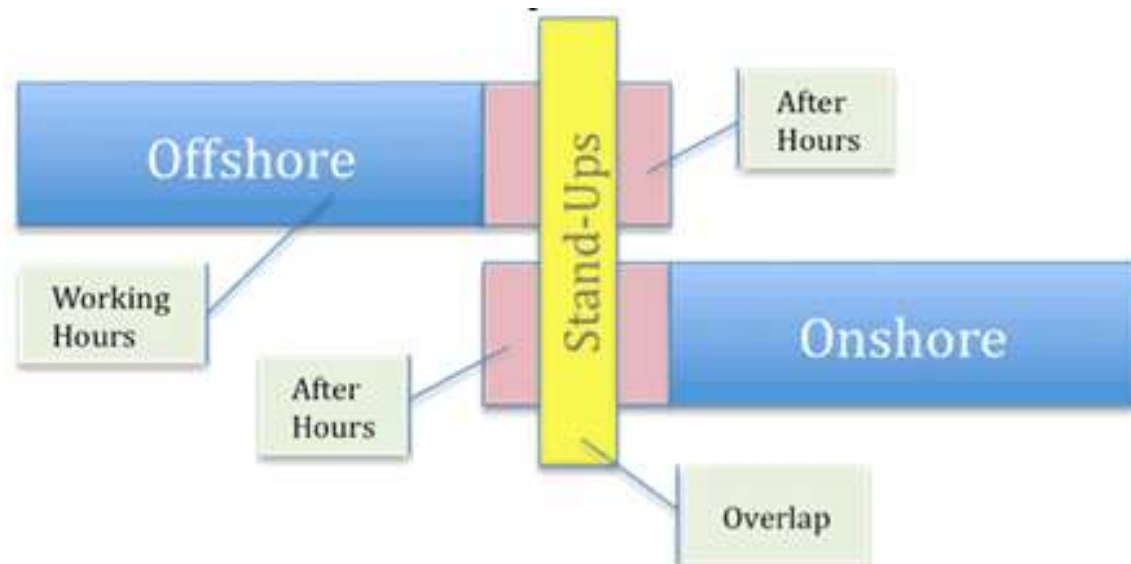 After
Hours
Offshore
Stand-Ups
Working
Hours
Onshore
After
Hours
Overlap